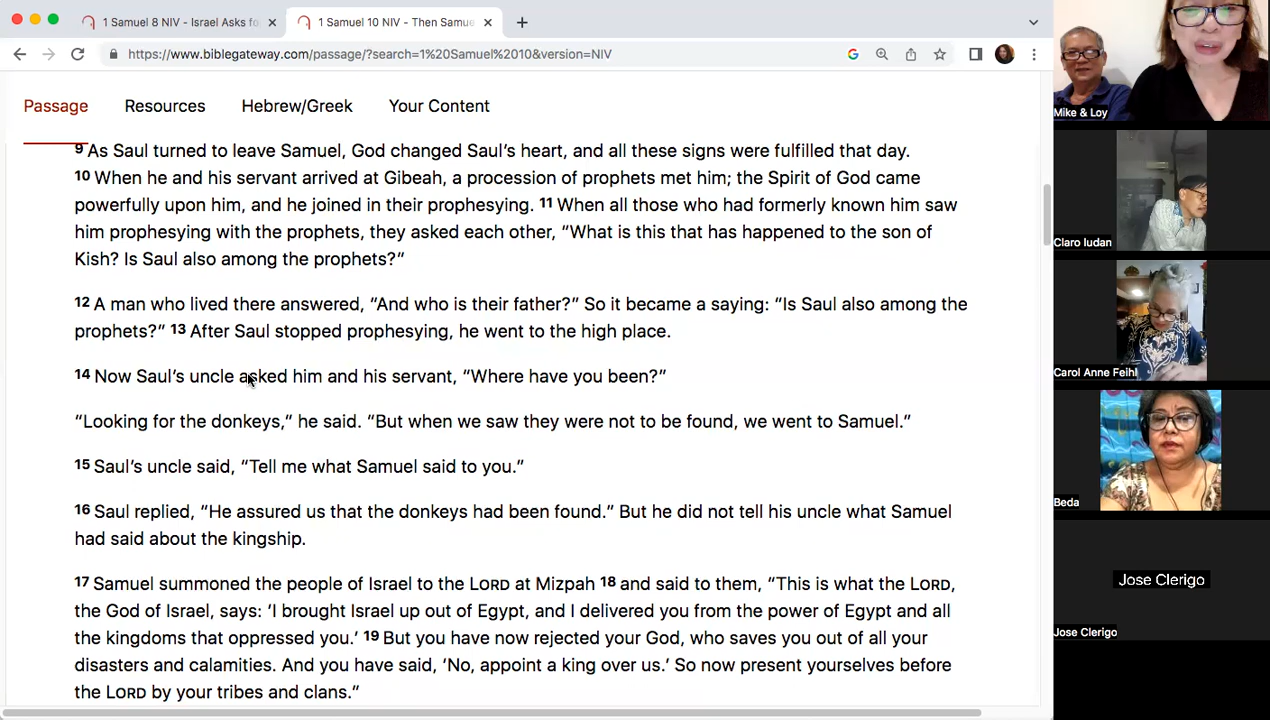 1 Samuel 8 NIV - Israel Asks fo
1 Samuel 10 NIV - Then Samue
https://www.biblegateway.com/passage/?search=1%20Samuel%2010&version=NIV
Passage
Resources
Hebrew/Greek
Your Content
9 As Saul turned to leave Samuel, God changed Saul’s heart, and all these signs were fulfilled that day.
10 When he and his servant arrived at Gibeah, a procession of prophets met him; the Spirit of God came
powerfully upon him, and he joined in their prophesying. 11 When all those who had formerly known him saw
him prophesying with the prophets, they asked each other, “What is this that has happened to the son of
Kish? Is Saul also among the prophets?”
12 A man who lived there answered, “And who is their father?” So it became a saying: “Is Saul also among the
prophets?” 13 After Saul stopped prophesying, he went to the high place.
14 Now Saul’s uncle asked him and his servant, “Where have you been?”
“Looking for the donkeys,” he said. “But when we saw they were not to be found, we went to Samuel.”
15 Saul’s uncle said, “Tell me what Samuel said to you.”
16 Saul replied, “He assured us that the donkeys had been found.” But he did not tell his uncle what Samuel
had said about the kingship.
17 Samuel summoned the people of Israel to the LORD at Mizpah 18 and said to them, “This is what the LORD,
the God of Israel, says: ‘I brought Israel up out of Egypt, and I delivered you from the power of Egypt and all
the kingdoms that oppressed you.’ 19 But you have now rejected your God, who saves you out of all your
disasters and calamities. And you have said, ‘No, appoint a king over us.’ So now present yourselves before
the LORD by your tribes and clans.”
Mike & Loy
Claro Iudan
Carol Anne Feihl
Beda
Jose Clerigo
Jose Clerigo